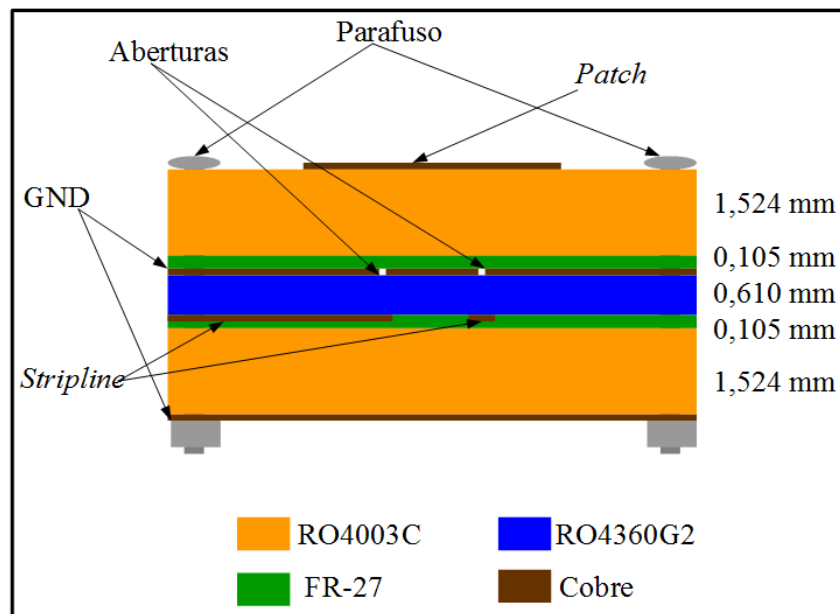 Parafuso
Aberturas
Patch
GND
1,524 mm
0,105 mm
0,610 mm
0,105 mm
Stripline
1,524 mm
RO4003C
RO4360G2
FR-27
Cobre